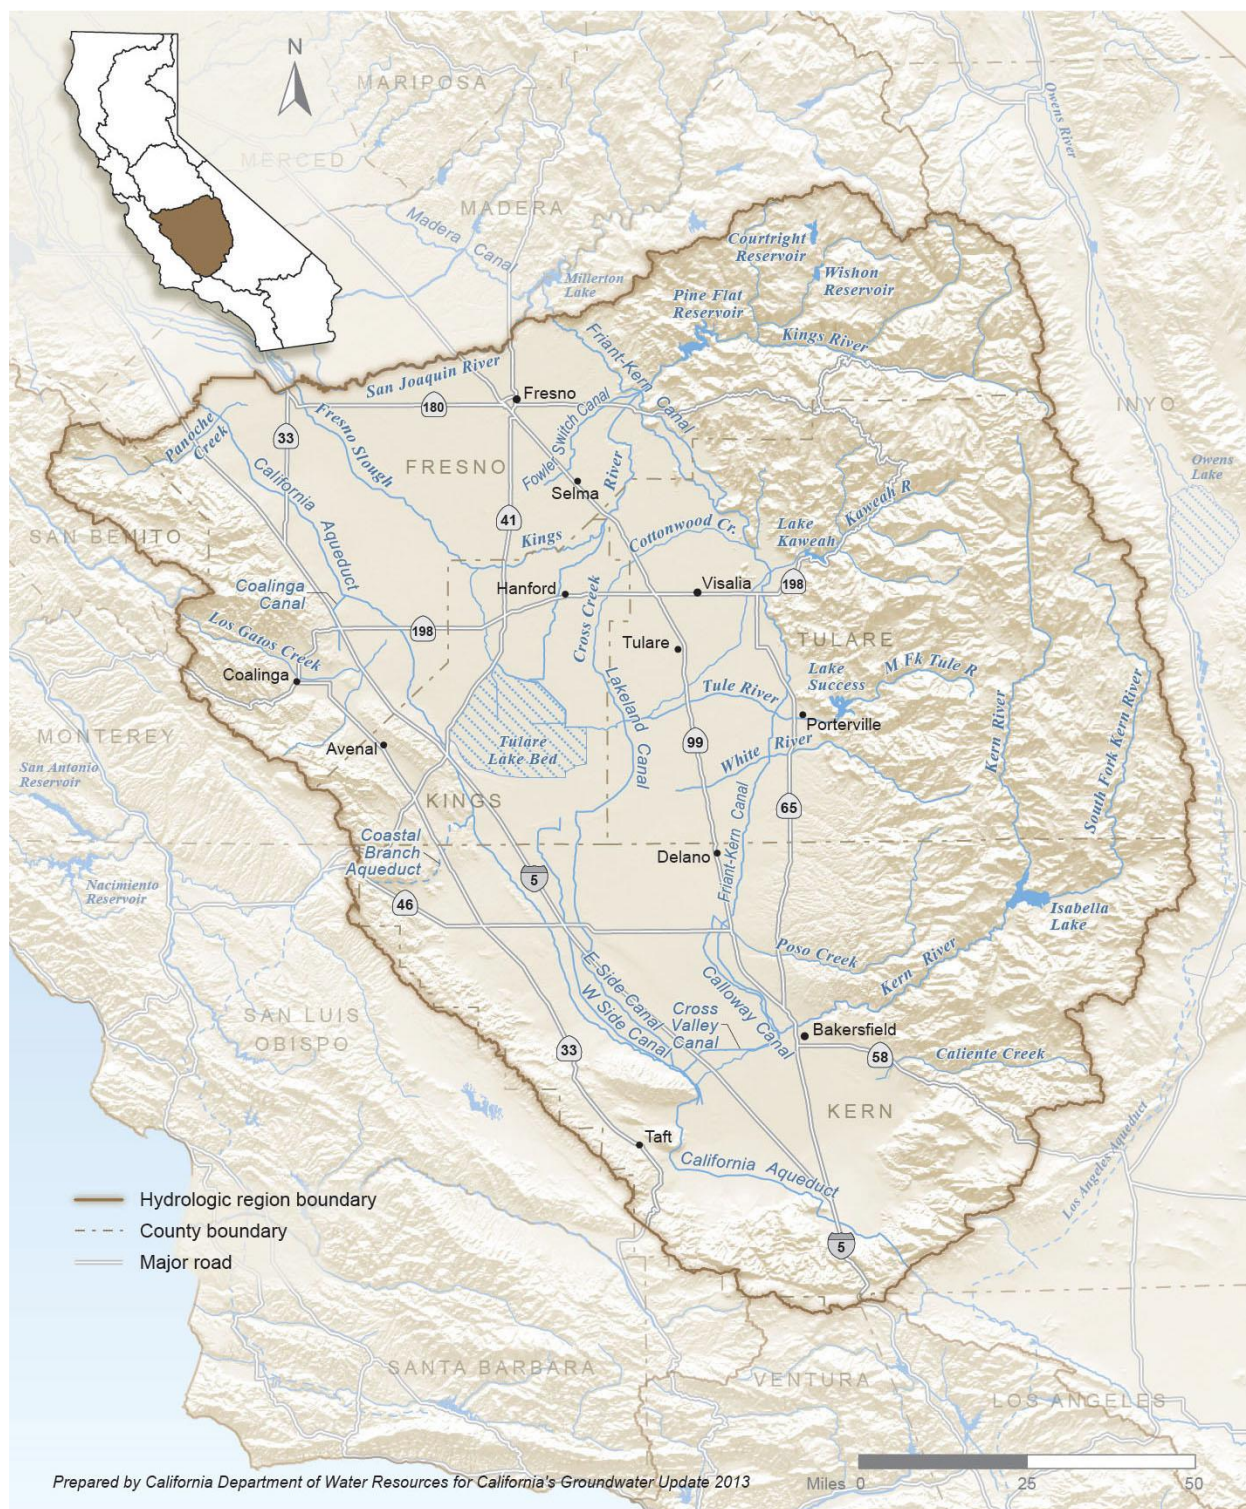 N
MARIPOSA
MERCED
MADERA
Madera Canal
Millerton
Lake
Owens River
Courtright
Reservoir
Wishon
Reservoir
Pine Flat
Reservoir
Kings River
Friant-Kern Canal
San Joaquin River
Fresno
180
33
INYO
Panoche
Creek
Fresno Slough
Fowler Switch Canal
FRESNO
California Aqueduct
Selma
River
Owens
Lake
41
Kings
Cottonwood Cr.
Lake
Kaweah
Kaweah R
SAN BENITO
Coalinga
Canal
Hanford
Visalia
198
Cross Creek
Los Gatos Creek
198
Tulare
TULARE
Coalinga
Lake
Success
M Fk Tule R
Tule River
Lakeland Canal
Kern River
South Fork Kern River
Porterville
MONTEREY
Avenal
Tulare
Lake Bed
99
White River
San Antonio
Reservoir
KINGS
65
Friant-Kern Canal
Coastal
Branch
Aqueduct
Delano
Nacimiento
Reservoir
5
46
Isabella
Lake
Poso Creek
Kern River
E Side Canal
W Side Canal
Calloway Canal
Cross
Valley
Canal
SAN LUIS
OBISPO
Bakersfield
33
58
Caliente Creek
KERN
Taft
California Aqueduct
Los Angeles Aqueduct
Hydrologic region boundary
County boundary
Major road
5
SANTA BARBARA
VENTURA
LOS ANGELES
Prepared by California Department of Water Resources for California's Groundwater Update 2013
Miles 0 25 50